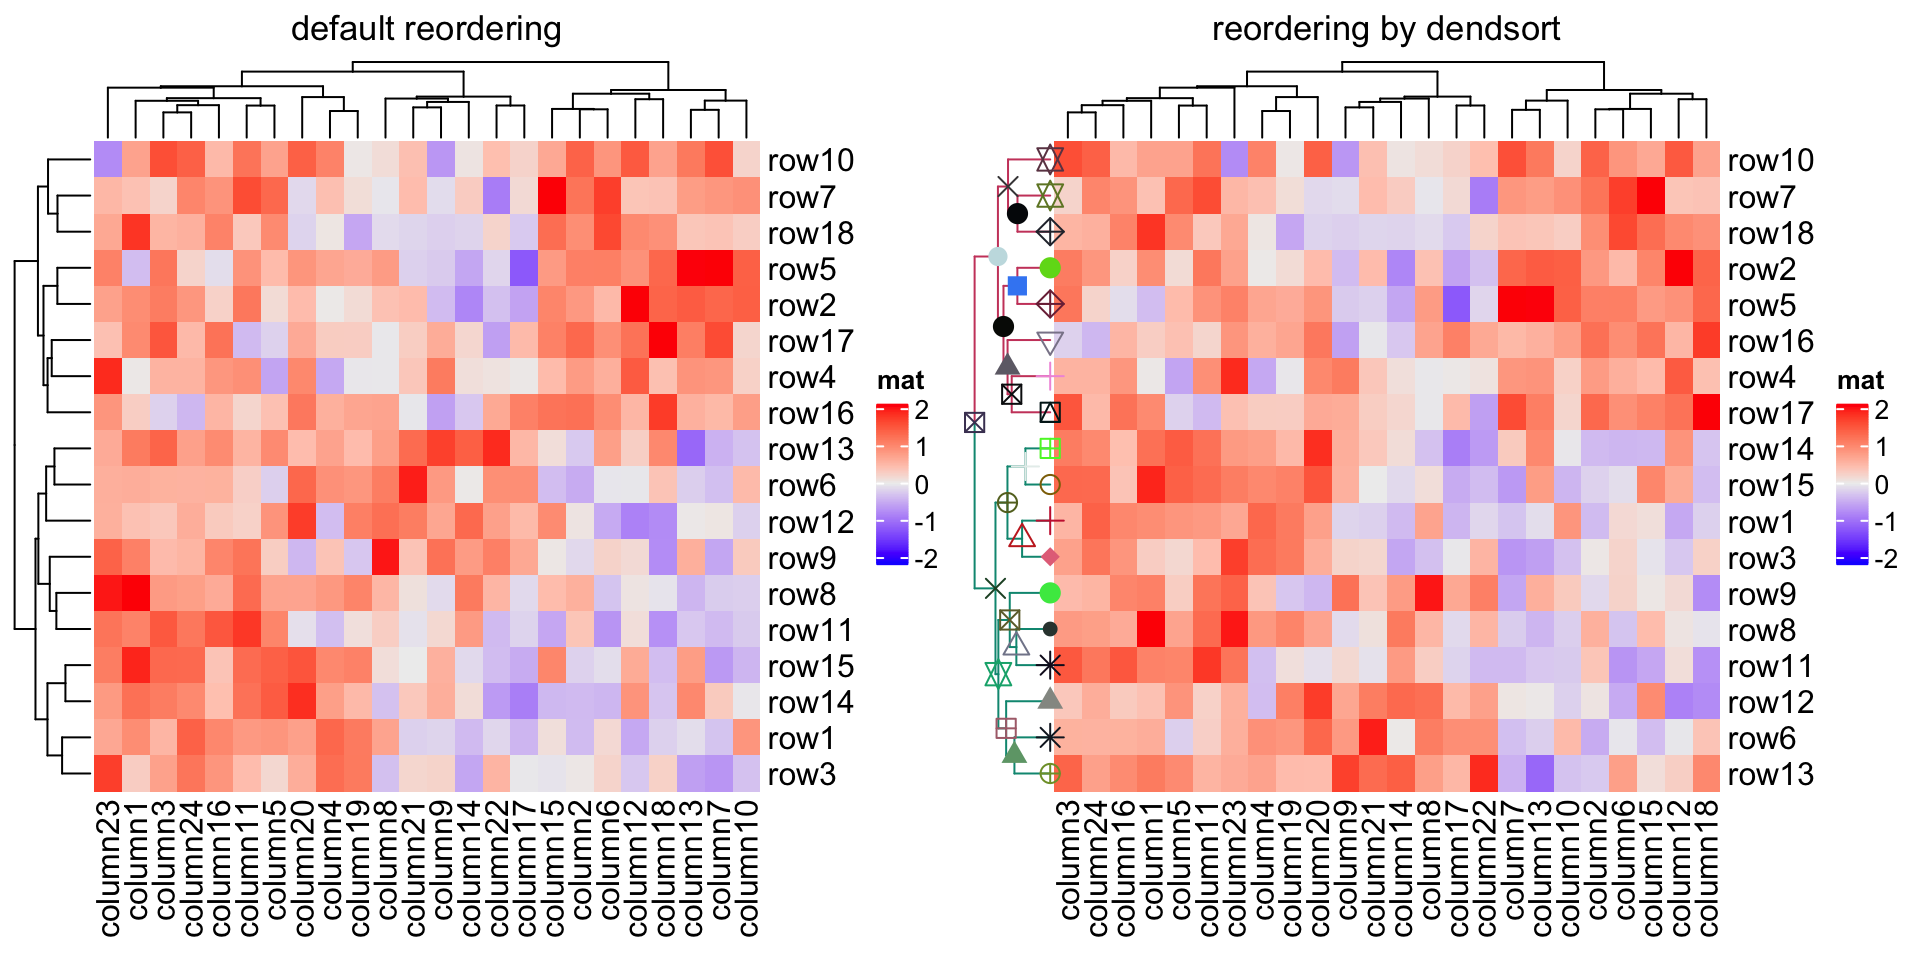 default reordering
row10
row7
row18
row5
row2
row17
row4
row16
row13
row6
row12
row9
row8
row11
row15
row14
row1
row3
column23
column1
column3
column24
column16
column11
column5
column20
column4
column19
column8
column21
column9
column14
column22
column17
column15
column2
column6
column12
column18
column13
column7
column10
mat
2
1
0
-1
-2
reordering by dendsort
row10
row7
row18
row2
row5
row16
row4
row17
row14
row15
row1
row3
row9
row8
row11
row12
row6
row13
column3
column24
column16
column1
column5
column11
column23
column4
column19
column20
column9
column21
column14
column8
column17
column22
column7
column13
column10
column2
column6
column15
column12
column18
mat
2
1
0
-1
-2